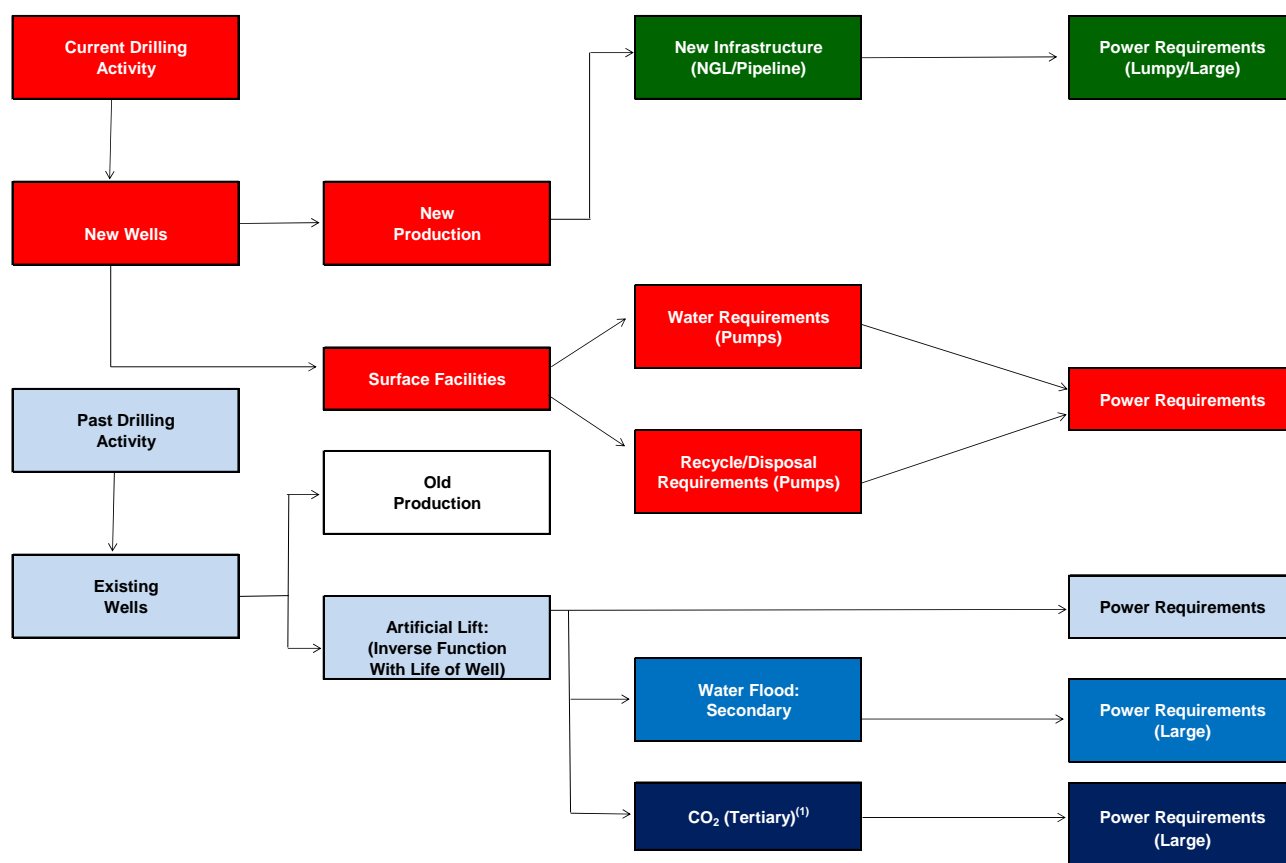 Current Drilling
Activity
New Infrastructure
(NGL/Pipeline)
Power Requirements
(Lumpy/Large)
New Wells
New
Production
Water Requirements
(Pumps)
Surface Facilities
Power Requirements
Past Drilling
Activity
Recycle/Disposal
Requirements (Pumps)
Old
Production
Existing
Wells
Artificial Lift:
(Inverse Function
With Life of Well)
Power Requirements
Water Flood:
Secondary
Power Requirements
(Large)
CO₂ (Tertiary)⁽¹⁾
Power Requirements
(Large)